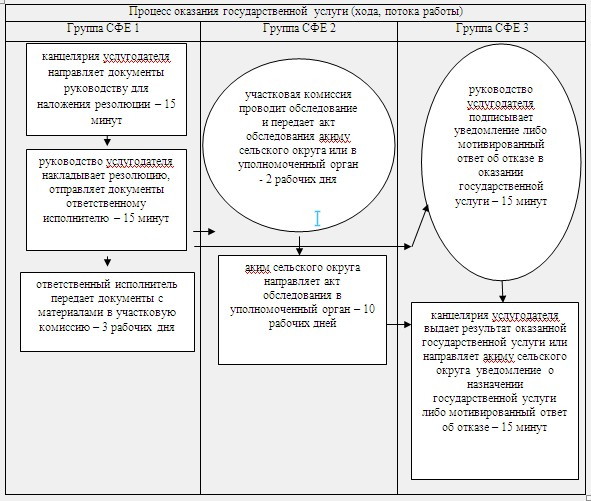 Процесс оказания государственной услуги (хода, потока работы)
Группа СФЕ 1
Группа СФЕ 2
Группа СФЕ 3
канцелярия услугодателя
направляет документы
руководству для
наложения резолюции – 15
минут
руководство услугодателя
накладывает резолюцию,
отправляет документы
ответственному
исполнителю – 15 минут
ответственный исполнитель
передает документы с
материалами в участковую
комиссию – 3 рабочих дня
участковая комиссия
проводит обследование
и передает акт
обследования акиму
сельского округа или в
уполномоченный орган
- 2 рабочих дня
аким сельского округа
направляет акт
обследования в
уполномоченный орган – 10
рабочих дней
руководство
услугодателя
подписывает
уведомление либо
мотивированный
ответ об отказе в
оказании
государственной
услуги – 15 минут
канцелярия услугодателя
выдает результат оказанной
государственной услуги или
направляет акиму сельского
округа уведомление о
назначении
государственной услуги
либо мотивированный ответ
об отказе – 15 минут